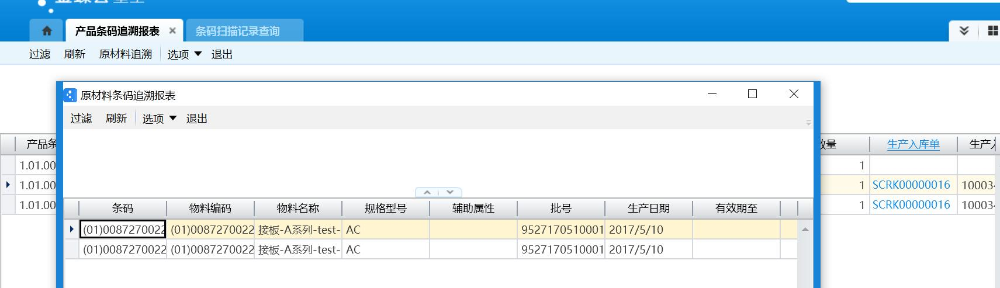 产品条码追溯报表 条码扫描记录查询
过滤 刷新 原材料追溯 选项 退出
原材料条码追溯报表
过滤 刷新 选项 退出
产品条 数量 生产入库单 生产入
1.01.00 1
1.01.00 1 SCRK00000016 10003
1.01.00 1 SCRK00000016 10003
条码 物料编码 物料名称 规格型号 辅助属性 批号 生产日期 有效期至
(01)0087270022 (01)0087270022 接板-A系列-test- AC 9527170510001 2017/5/10
(01)0087270022 (01)0087270022 接板-A系列-test- AC 9527170510001 2017/5/10